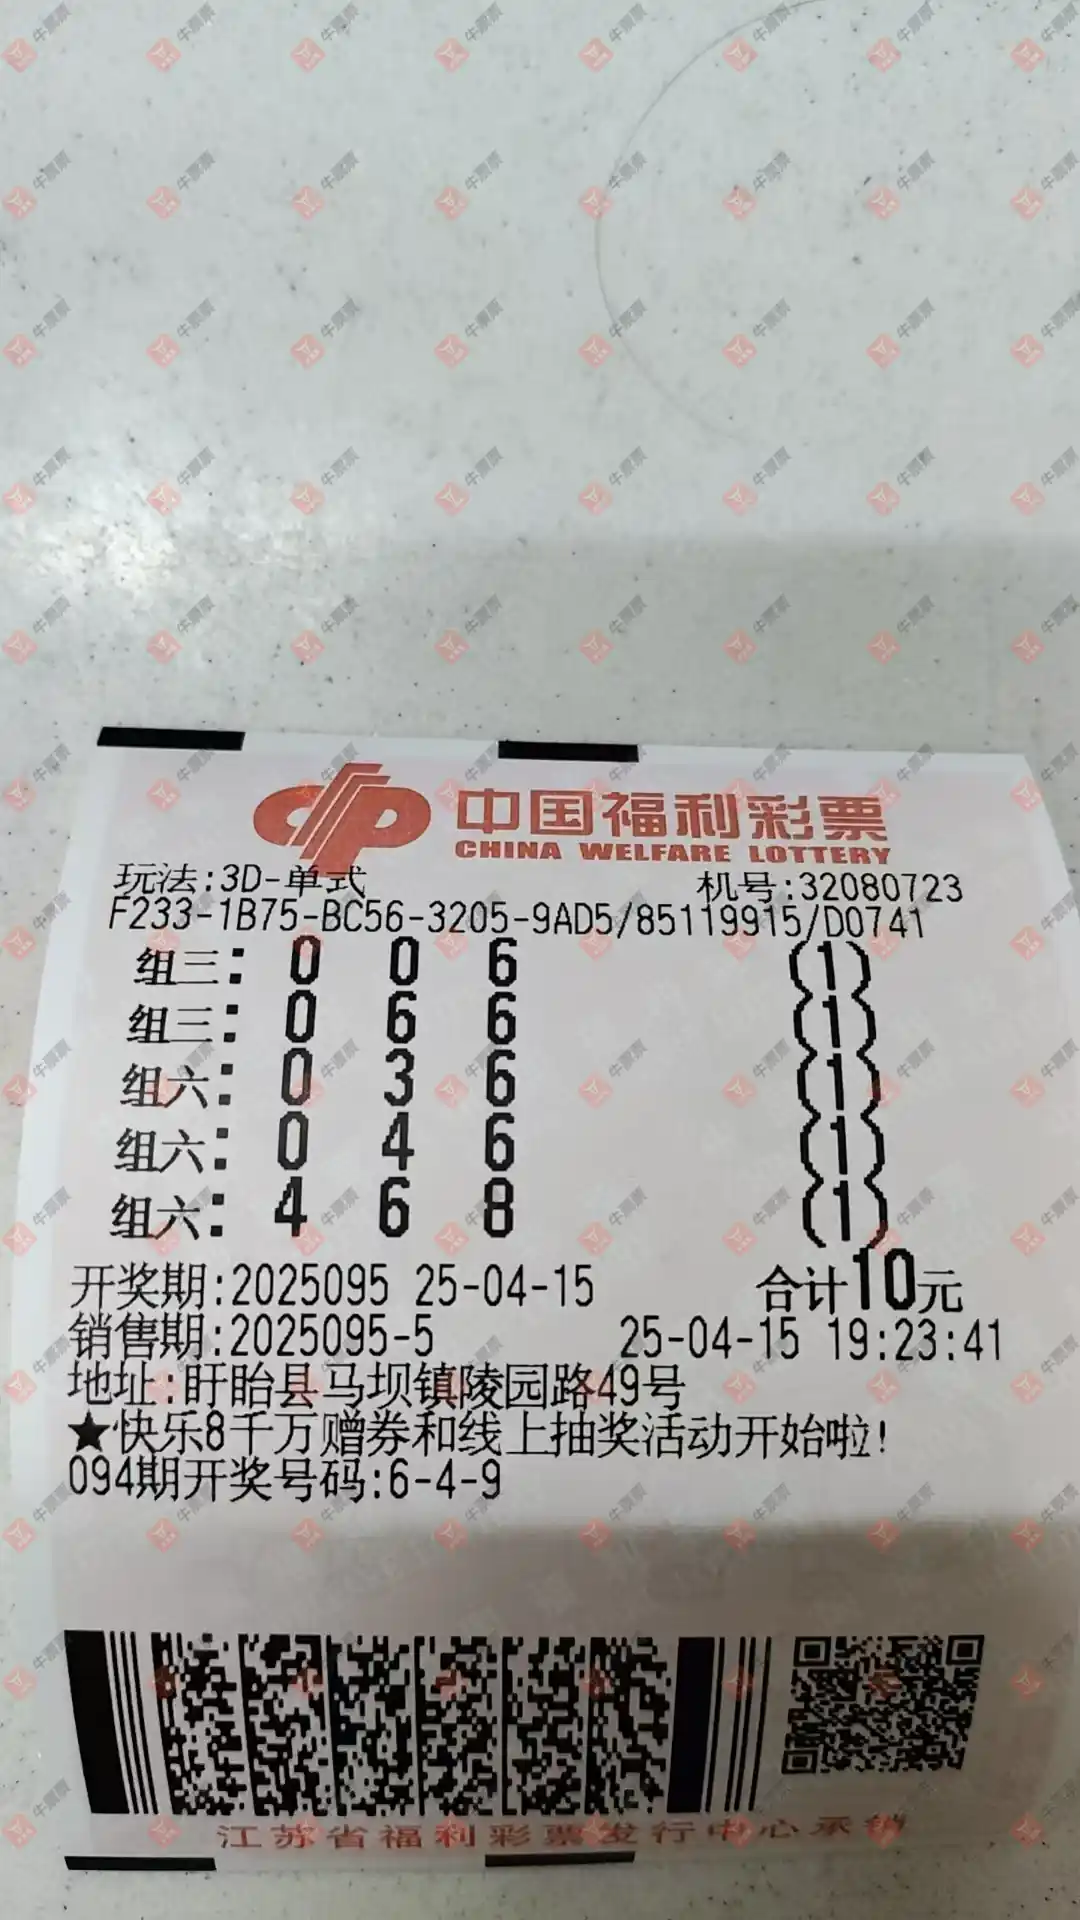 中国福利彩票
CHINA WELFARE LOTTERY
玩法:3D-单式 机号:32080723
F233-1B75-BC56-3205-9AD5/85119915/D0741
组三: 0 0 6 (1)
组三: 0 6 6 (1)
组六: 0 3 6 (1)
组六: 0 4 6 (1)
组六: 4 6 8 (1)
开奖期:2025095 25-04-15 合计10元
销售期:2025095-5 25-04-15 19:23:41
地址:盱眙县马坝镇陵园路49号
★快乐8千万赠券和线上抽奖活动开始啦!
094期开奖号码:6-4-9
江苏省福利彩票发行中心承销
牛票票